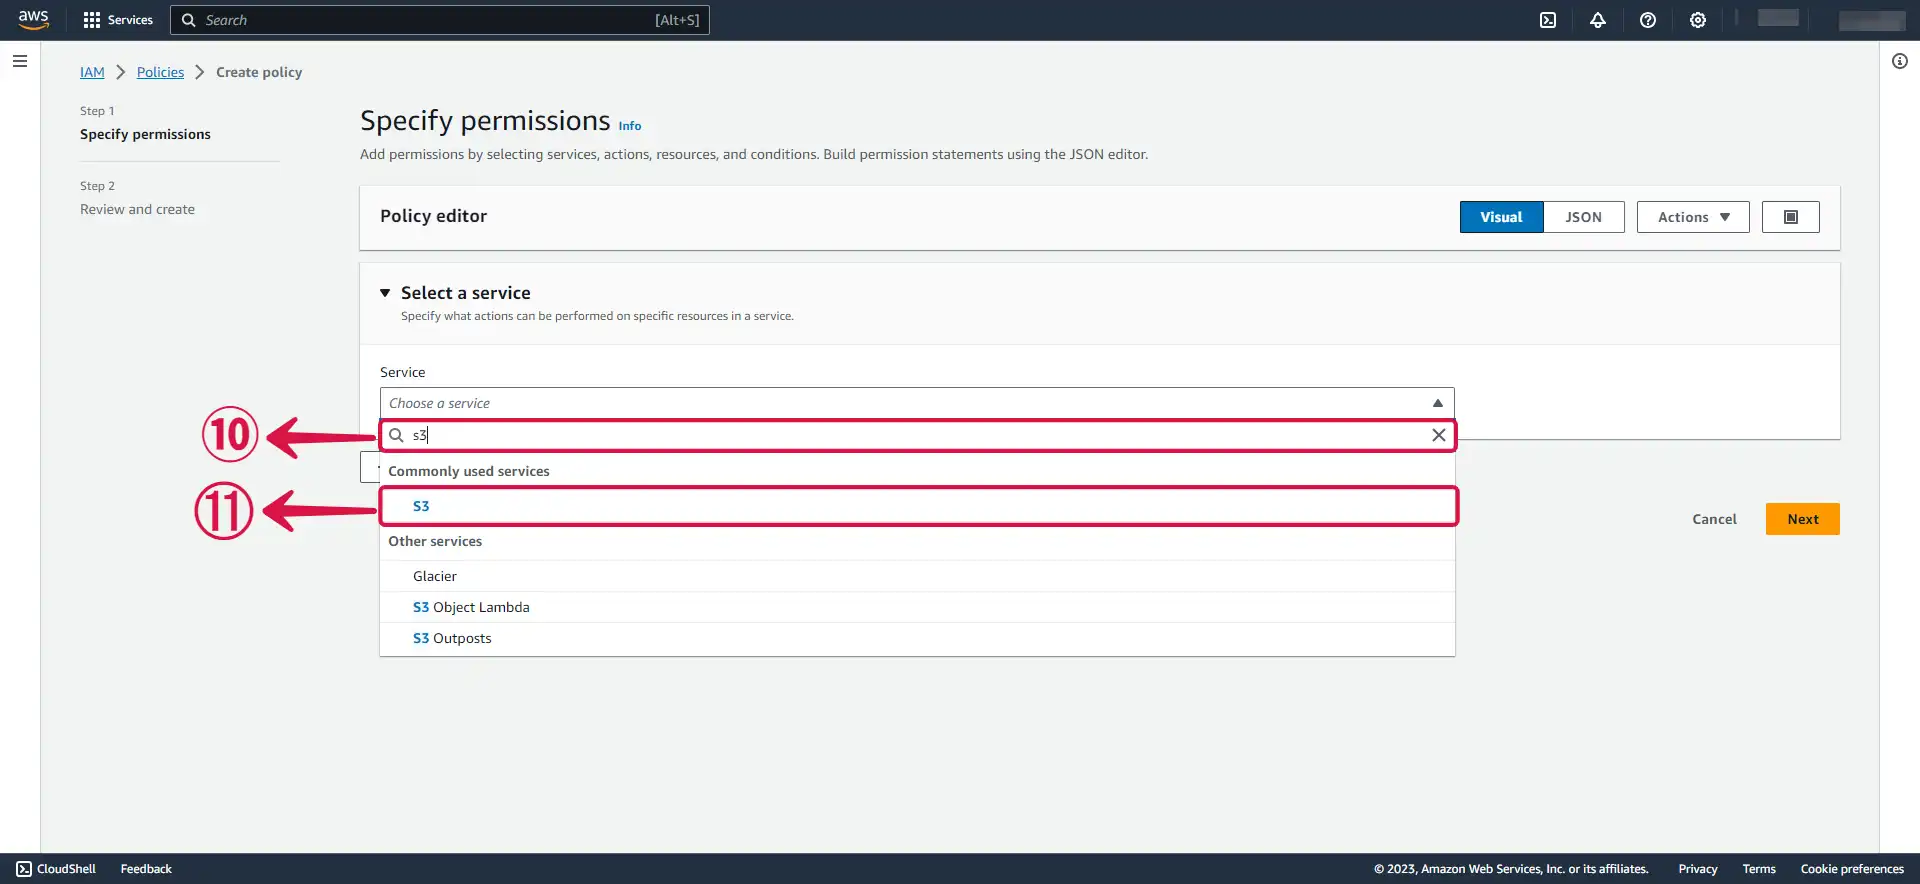 aws Services Search [Alt+S]
IAM > Policies > Create policy
Step 1
Specify permissions
Step 2
Review and create
Specify permissions Info
Add permissions by selecting services, actions, resources, and conditions. Build permission statements using the JSON editor.
Policy editor
Visual JSON Actions ▼
▼ Select a service
Specify what actions can be performed on specific resources in a service.
Service
Choose a service
⑩ s3
Commonly used services
⑪ S3
Other services
Glacier
S3 Object Lambda
S3 Outposts
Cancel Next
CloudShell Feedback © 2023, Amazon Web Services, Inc. or its affiliates. Privacy Terms Cookie preferences